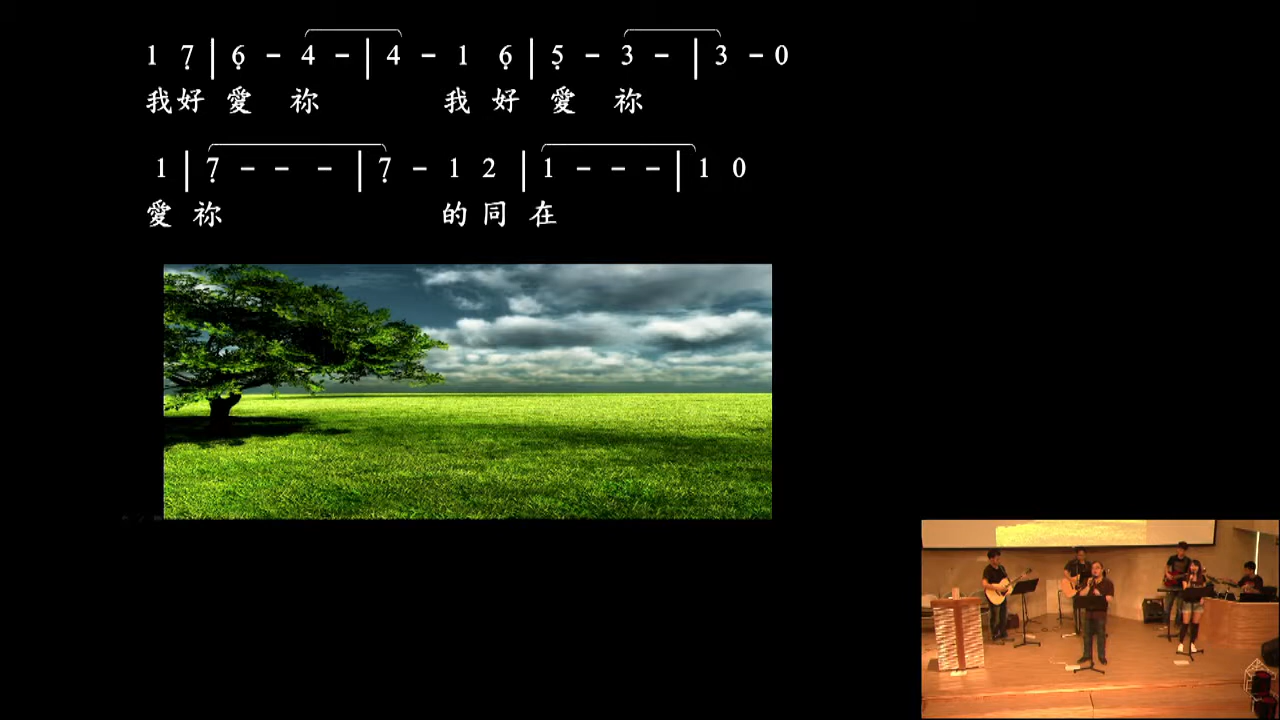 1 7̣ | 6̣ - 4 - | 4 - 1 6̣ | 5̣ - 3 - | 3 - 0
我好愛 祢 我 好 愛 祢
1 | 7̣ - - - | 7̣ - 1 2 | 1 - - - | 1 0
愛 祢 的 同 在